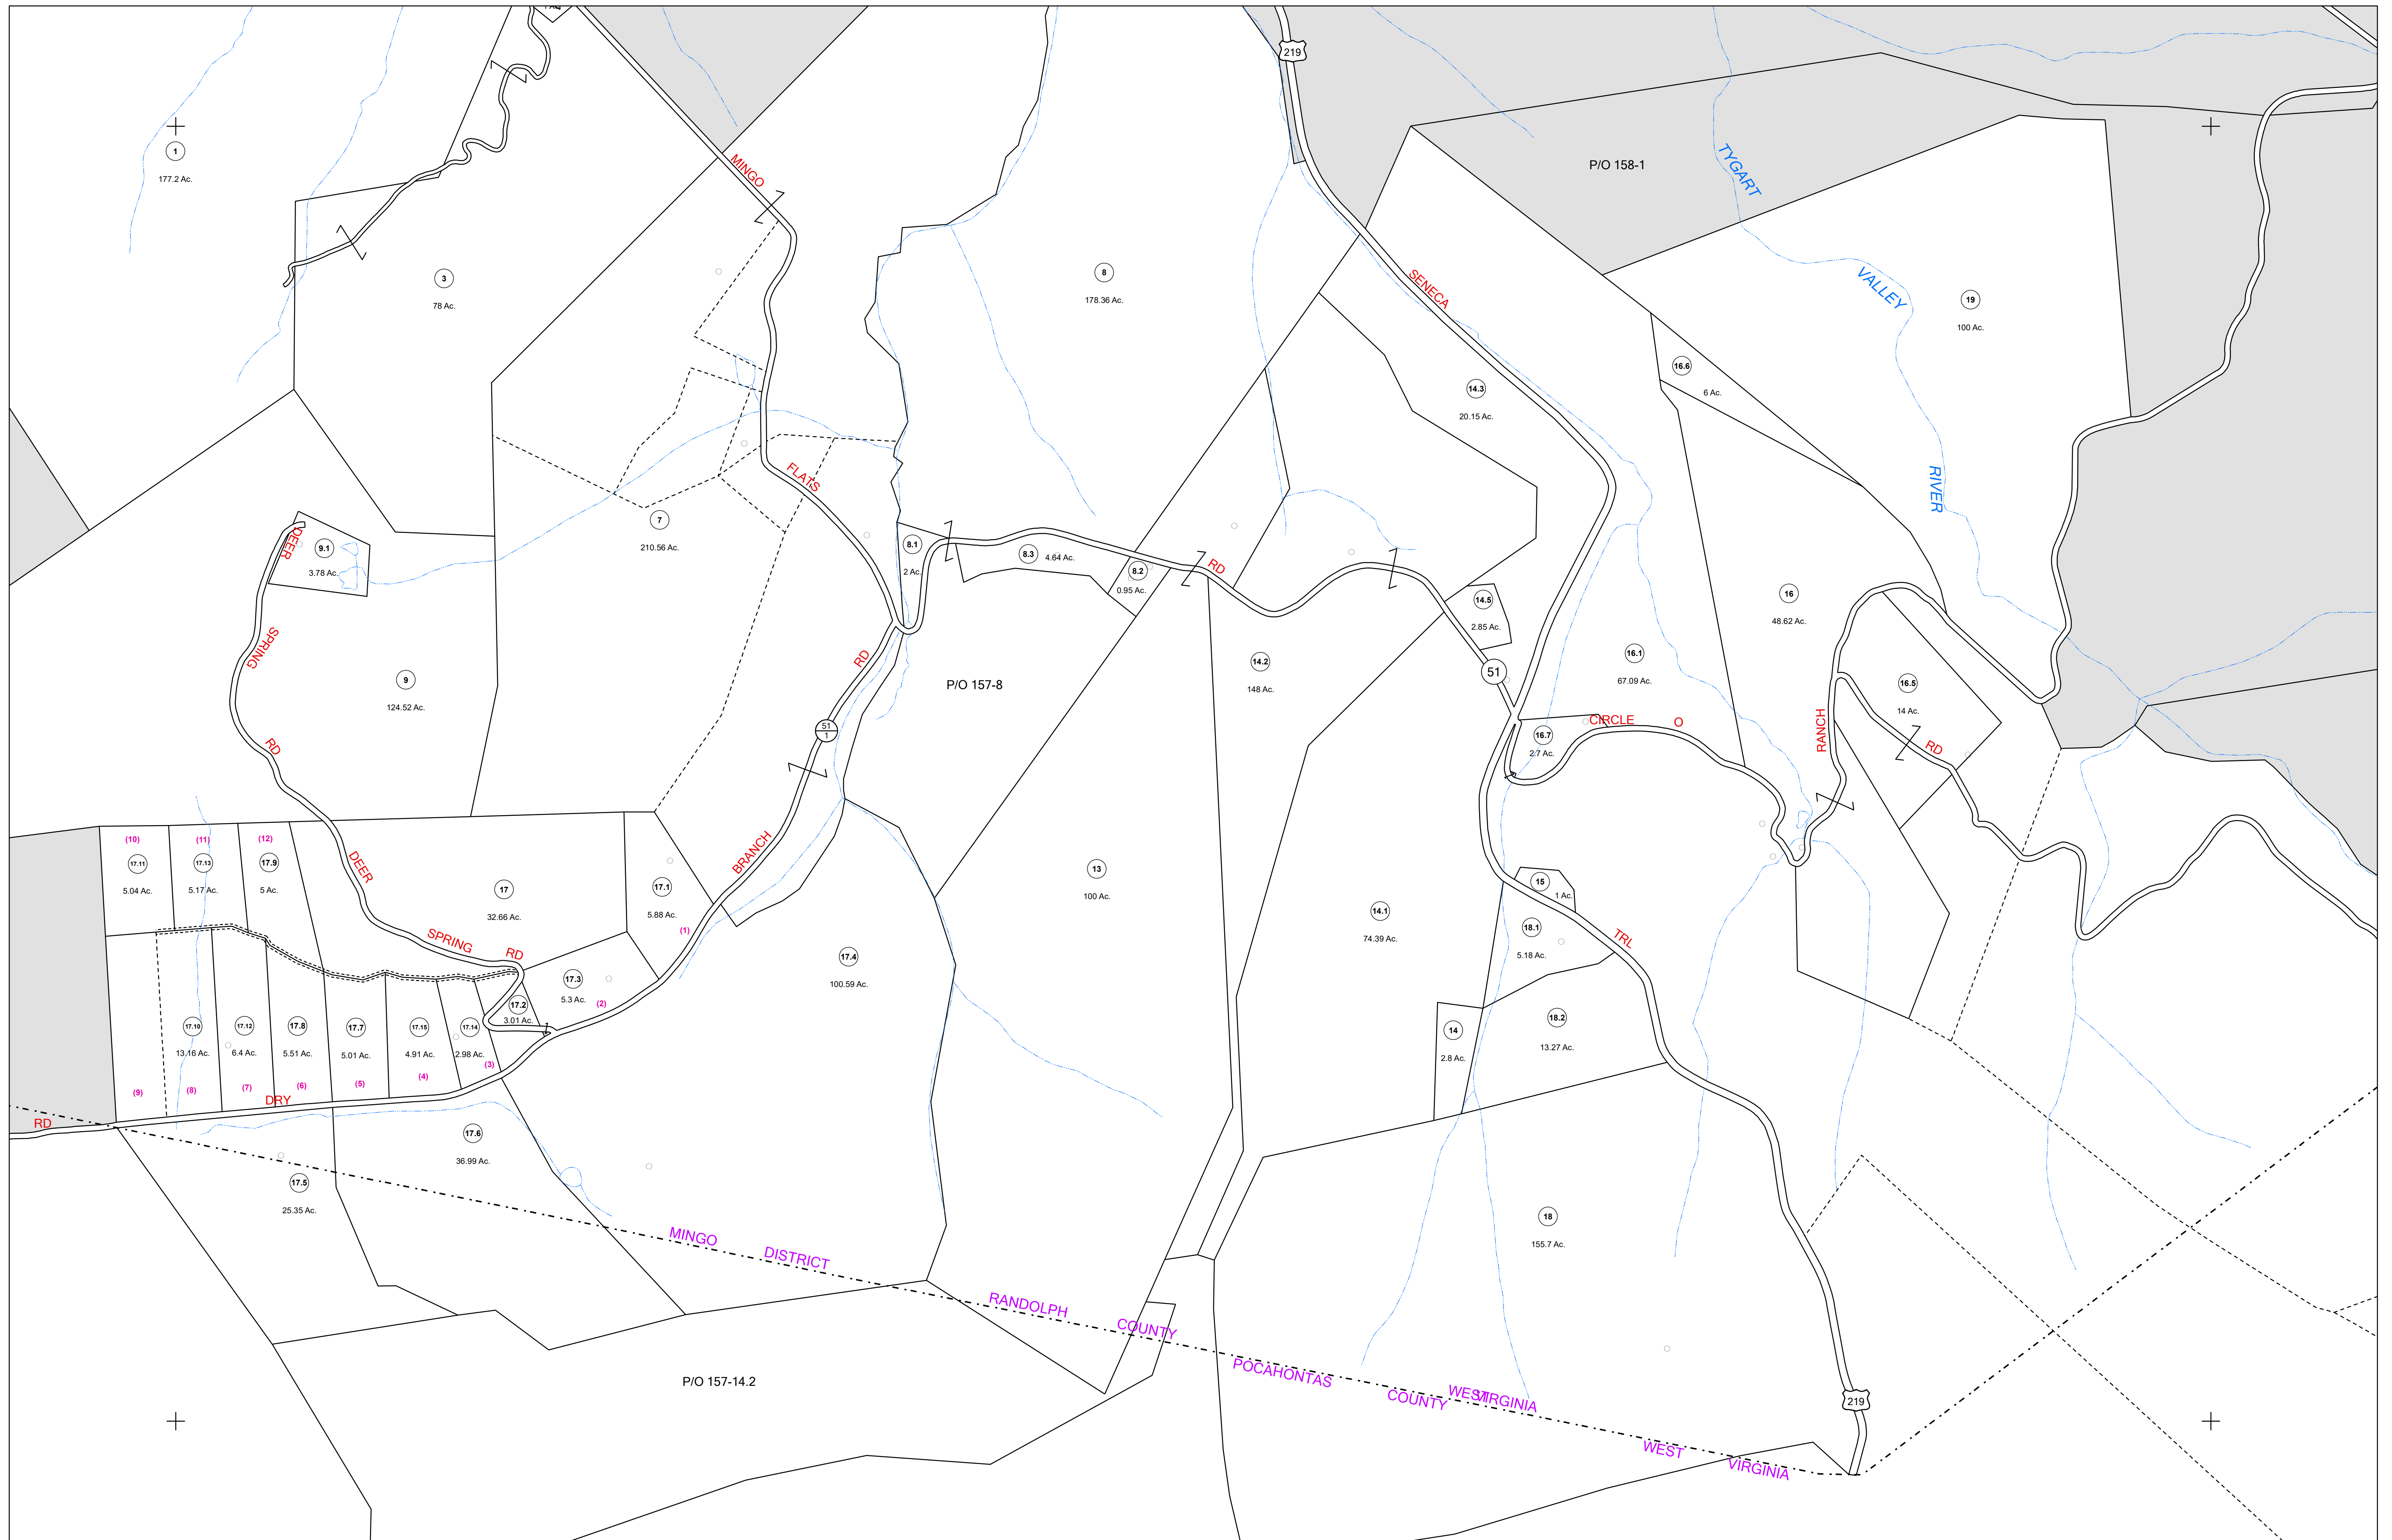 219
1
177.2 Ac.
MINGO
P/O 158-1
TYGART
VALLEY
RIVER
3
78 Ac.
8
178.36 Ac.
SENECA
19
100 Ac.
16.6
6 Ac.
14.3
20.15 Ac.
FLATS
7
210.56 Ac.
DEER
9.1
3.78 Ac.
8.1
2 Ac.
8.3
4.64 Ac.
8.2
0.95 Ac.
RD
14.5
2.85 Ac.
16
48.62 Ac.
SPRING
RD
9
124.52 Ac.
P/O 157-8
14.2
148 Ac.
51
16.1
67.09 Ac.
16.5
14 Ac.
RD
51
1
16.7
2.7 Ac.
CIRCLE
O
RANCH
RD
(10)
17.11
5.04 Ac.
(11)
17.13
5.17 Ac.
(12)
17.9
5 Ac.
DEER
17
32.66 Ac.
17.1
5.88 Ac.
(1)
BRANCH
13
100 Ac.
15
1 Ac.
14.1
74.39 Ac.
18.1
5.18 Ac.
TRL
SPRING
RD
17.4
100.59 Ac.
17.3
5.3 Ac.
(2)
17.2
3.01 Ac.
17.10
13.16 Ac.
17.12
6.4 Ac.
17.8
5.51 Ac.
17.7
5.01 Ac.
17.15
4.91 Ac.
17.14
2.98 Ac.
(9)
(8)
(7)
(6)
(5)
(4)
(3)
14
2.8 Ac.
18.2
13.27 Ac.
RD
DRY
17.6
36.99 Ac.
17.5
25.35 Ac.
18
155.7 Ac.
MINGO
DISTRICT
RANDOLPH
COUNTY
POCAHONTAS
COUNTY
WEST
VIRGINIA
WEST
VIRGINIA
P/O 157-14.2
219